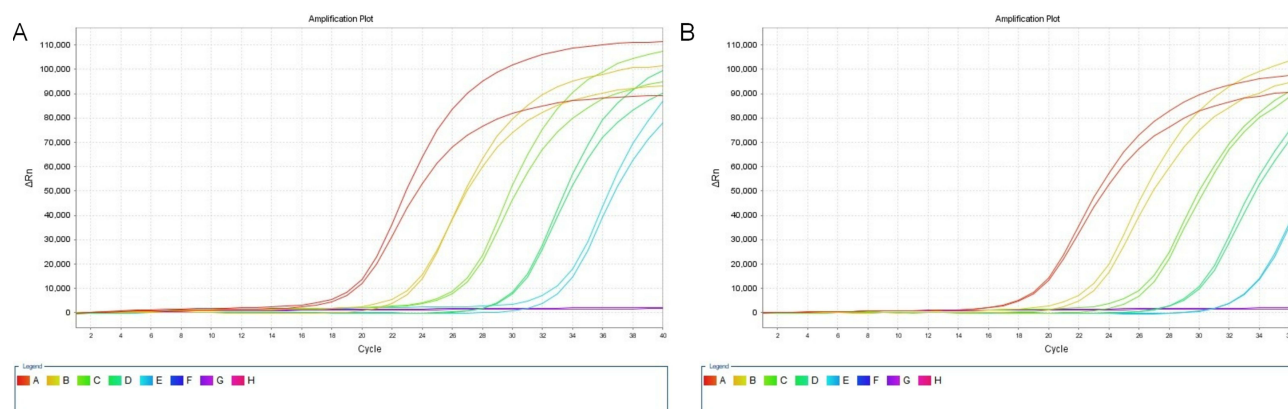 A
Amplification Plot
110,000
100,000
90,000
80,000
70,000
60,000
50,000
40,000
30,000
20,000
10,000
0
ΔRn
2 4 6 8 10 12 14 16 18 20 22 24 26 28 30 32 34 36 38 40
Cycle
Legend
A B C D E F G H
B
Amplification Plot
110,000
100,000
90,000
80,000
70,000
60,000
50,000
40,000
30,000
20,000
10,000
0
ΔRn
2 4 6 8 10 12 14 16 18 20 22 24 26 28 30 32 34
Cycle
Legend
A B C D E F G H